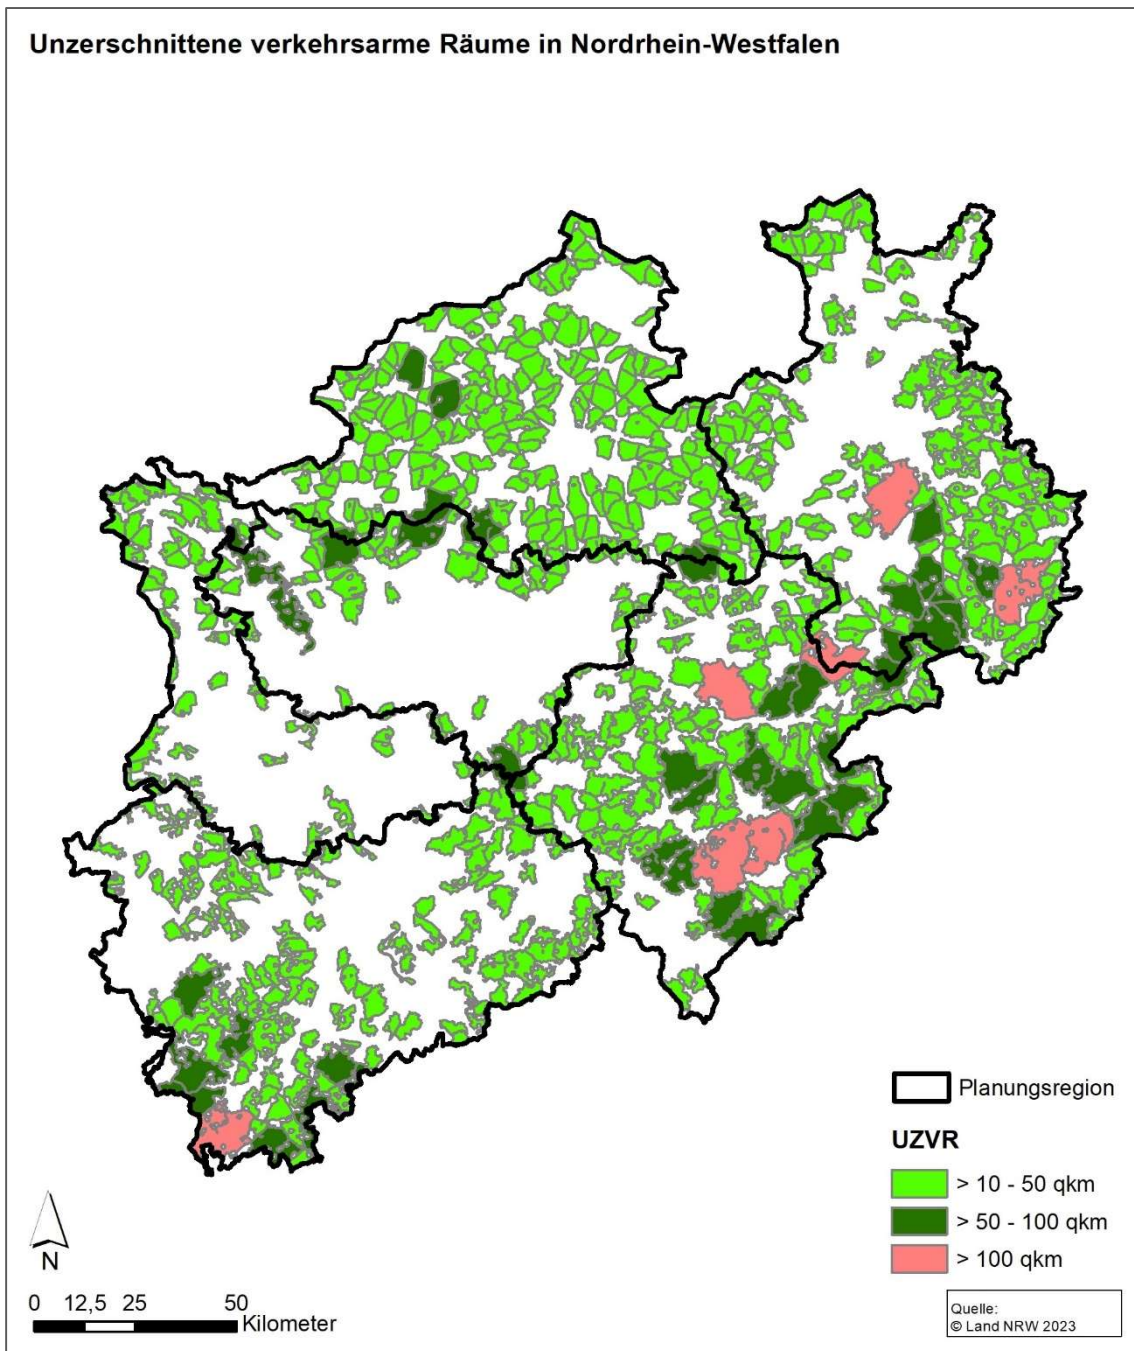 Unzerschnittene verkehrsarme Räume in Nordrhein-Westfalen
Planungsregion
UZVR
> 10 - 50 qkm
> 50 - 100 qkm
> 100 qkm
N
0 12,5 25 50
Kilometer
Quelle:
© Land NRW 2023